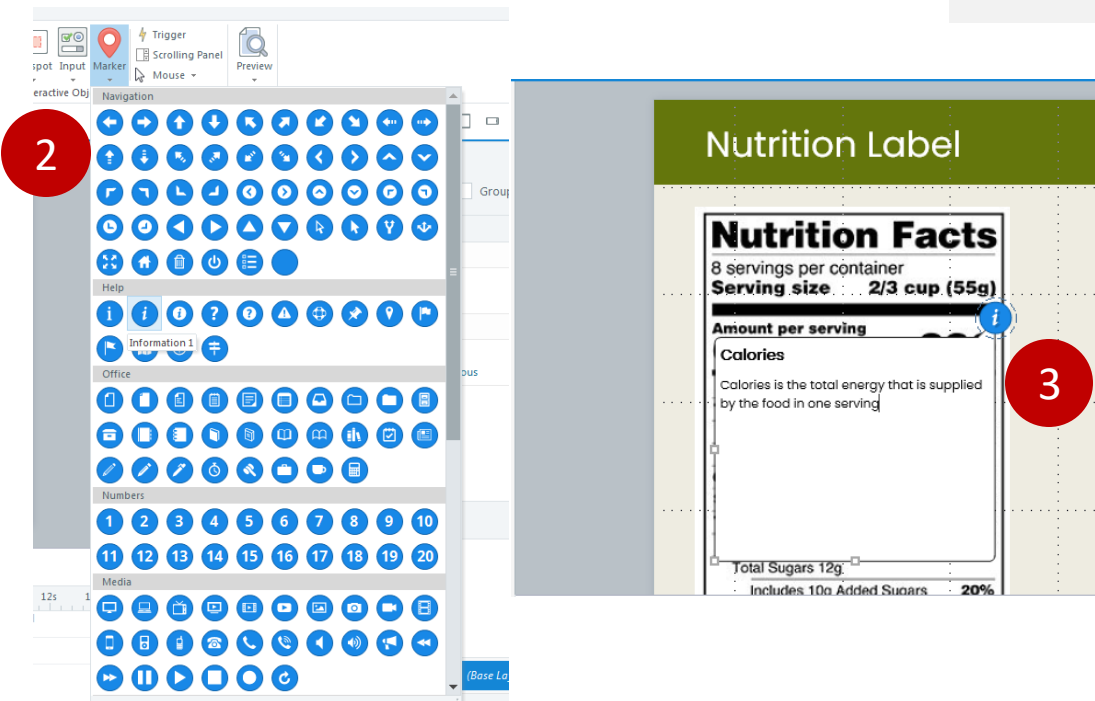 Trigger
Scrolling Panel
Mouse
spot Input Marker
Preview
eractive Obj
Navigation
2
Grou
Help
Information 1
Office
ous
Numbers
1 2 3 4 5 6 7 8 9 10
11 12 13 14 15 16 17 18 19 20
Media
12s
(Base La
Nutrition Label
Nutrition Facts
8 servings per container
Serving size 2/3 cup (55g)
Amount per serving
Calories
Calories is the total energy that is supplied
by the food in one serving
3
Total Sugars 12g
Includes 10g Added Sugars 20%